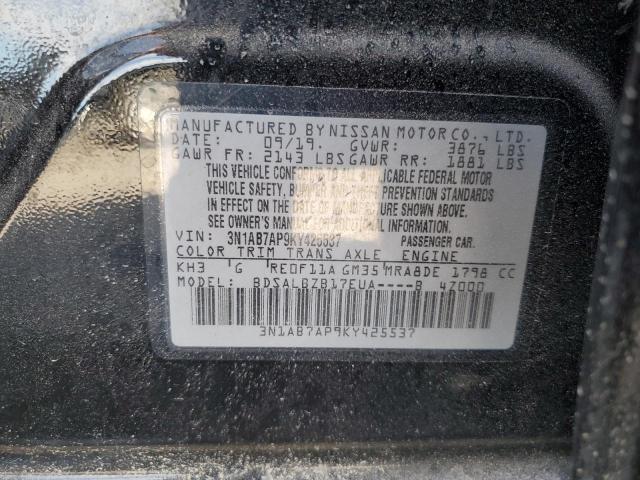 MANUFACTURED BY NISSAN MOTOR CO., LTD.
DATE: 09/19. GVWR: 3876 LBS
GAWR FR: 2143 LBS GAWR RR: 1881 LBS
THIS VEHICLE CONFORMS TO ALL APPLICABLE FEDERAL MOTOR
VEHICLE SAFETY, BUMPER AND THEFT PREVENTION STANDARDS
IN EFFECT ON THE DATE OF MANUFACTURE SHOWN ABOVE.
SEE OWNER'S MANUAL FOR
VIN: 3N1AB7AP9KY425537 PASSENGER CAR.
COLOR TRIM TRANS AXLE ENGINE
KH3 G RE0F11A GM35 MRA8DE 1798 CC
MODEL: BDSALBZB17EUA----B 4Z000
3N1AB7AP9KY425537